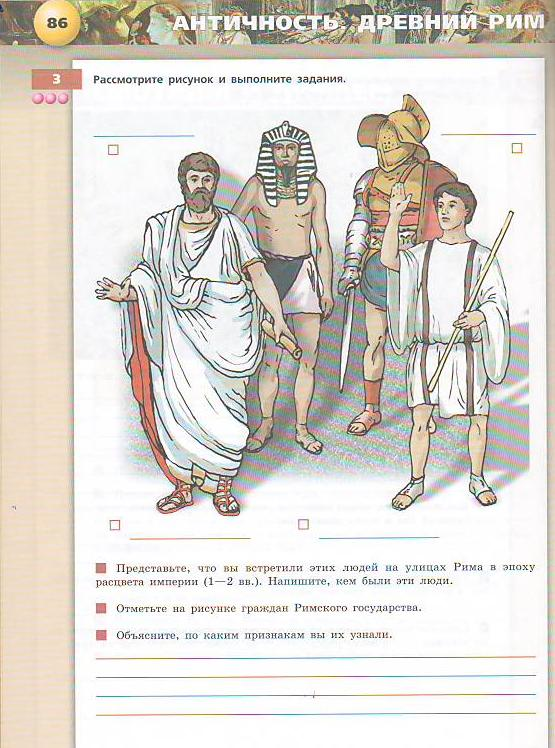 86
АНТИЧНОСТЬ. ДРЕВНИЙ РИМ
3
Рассмотрите рисунок и выполните задания.
Представьте, что вы встретили этих людей на улицах Рима в эпоху
расцвета империи (1—2 вв.). Напишите, кем были эти люди.
Отметьте на рисунке граждан Римского государства.
Объясните, по каким признакам вы их узнали.